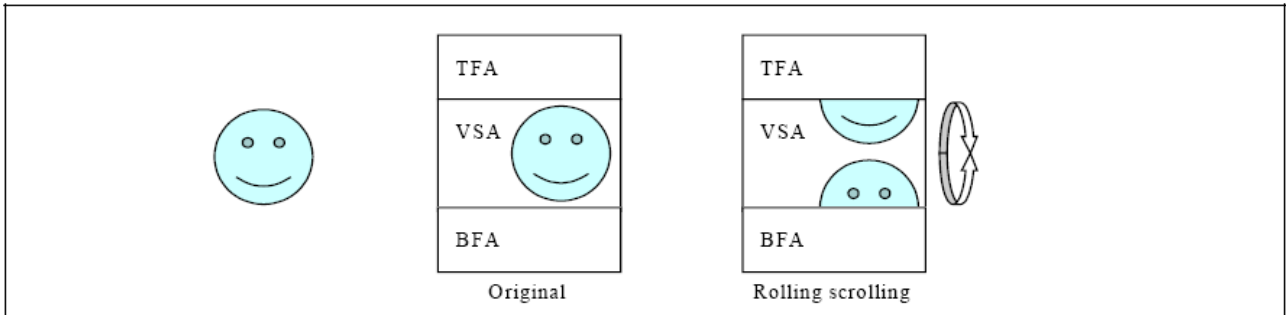 TFA
VSA
BFA
Original
TFA
VSA
BFA
Rolling scrolling